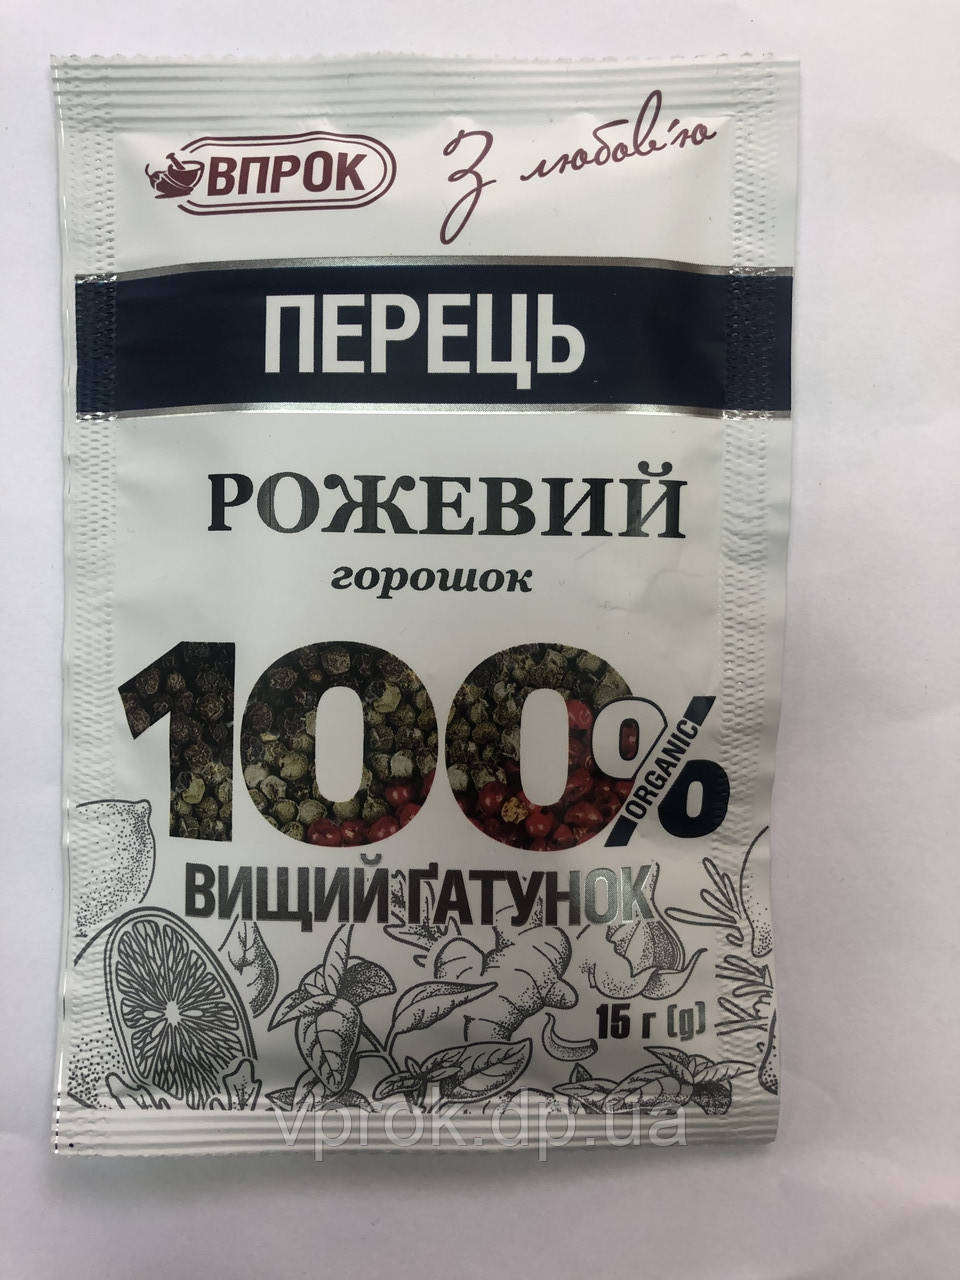 ВПРОК
З любов'ю
ПЕРЕЦЬ
РОЖЕВИЙ
горошок
100%
ORGANIC
ВИЩИЙ ҐАТУНОК
15 г (g)
vprok.dp.ua